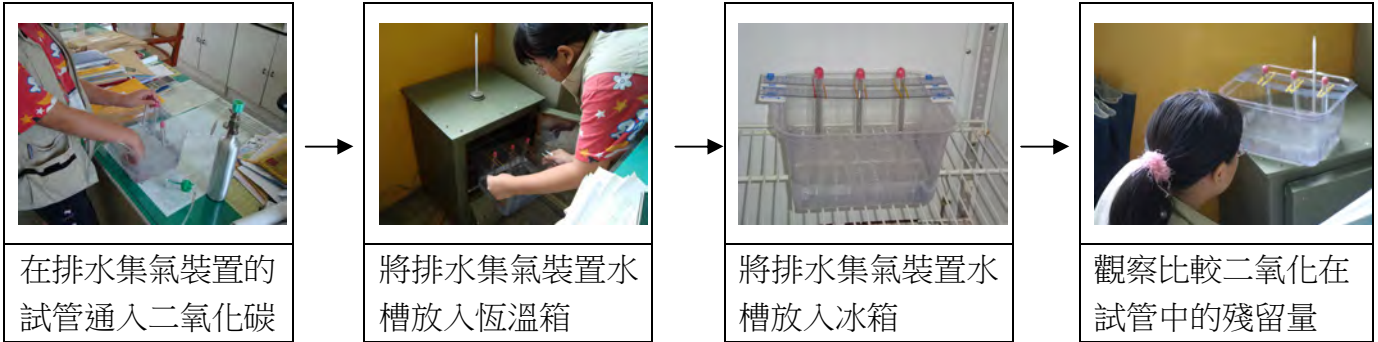 在排水集氣裝置的
試管通入二氧化碳
將排水集氣裝置水
槽放入恆溫箱
將排水集氣裝置水
槽放入冰箱
觀察比較二氧化在
試管中的殘留量